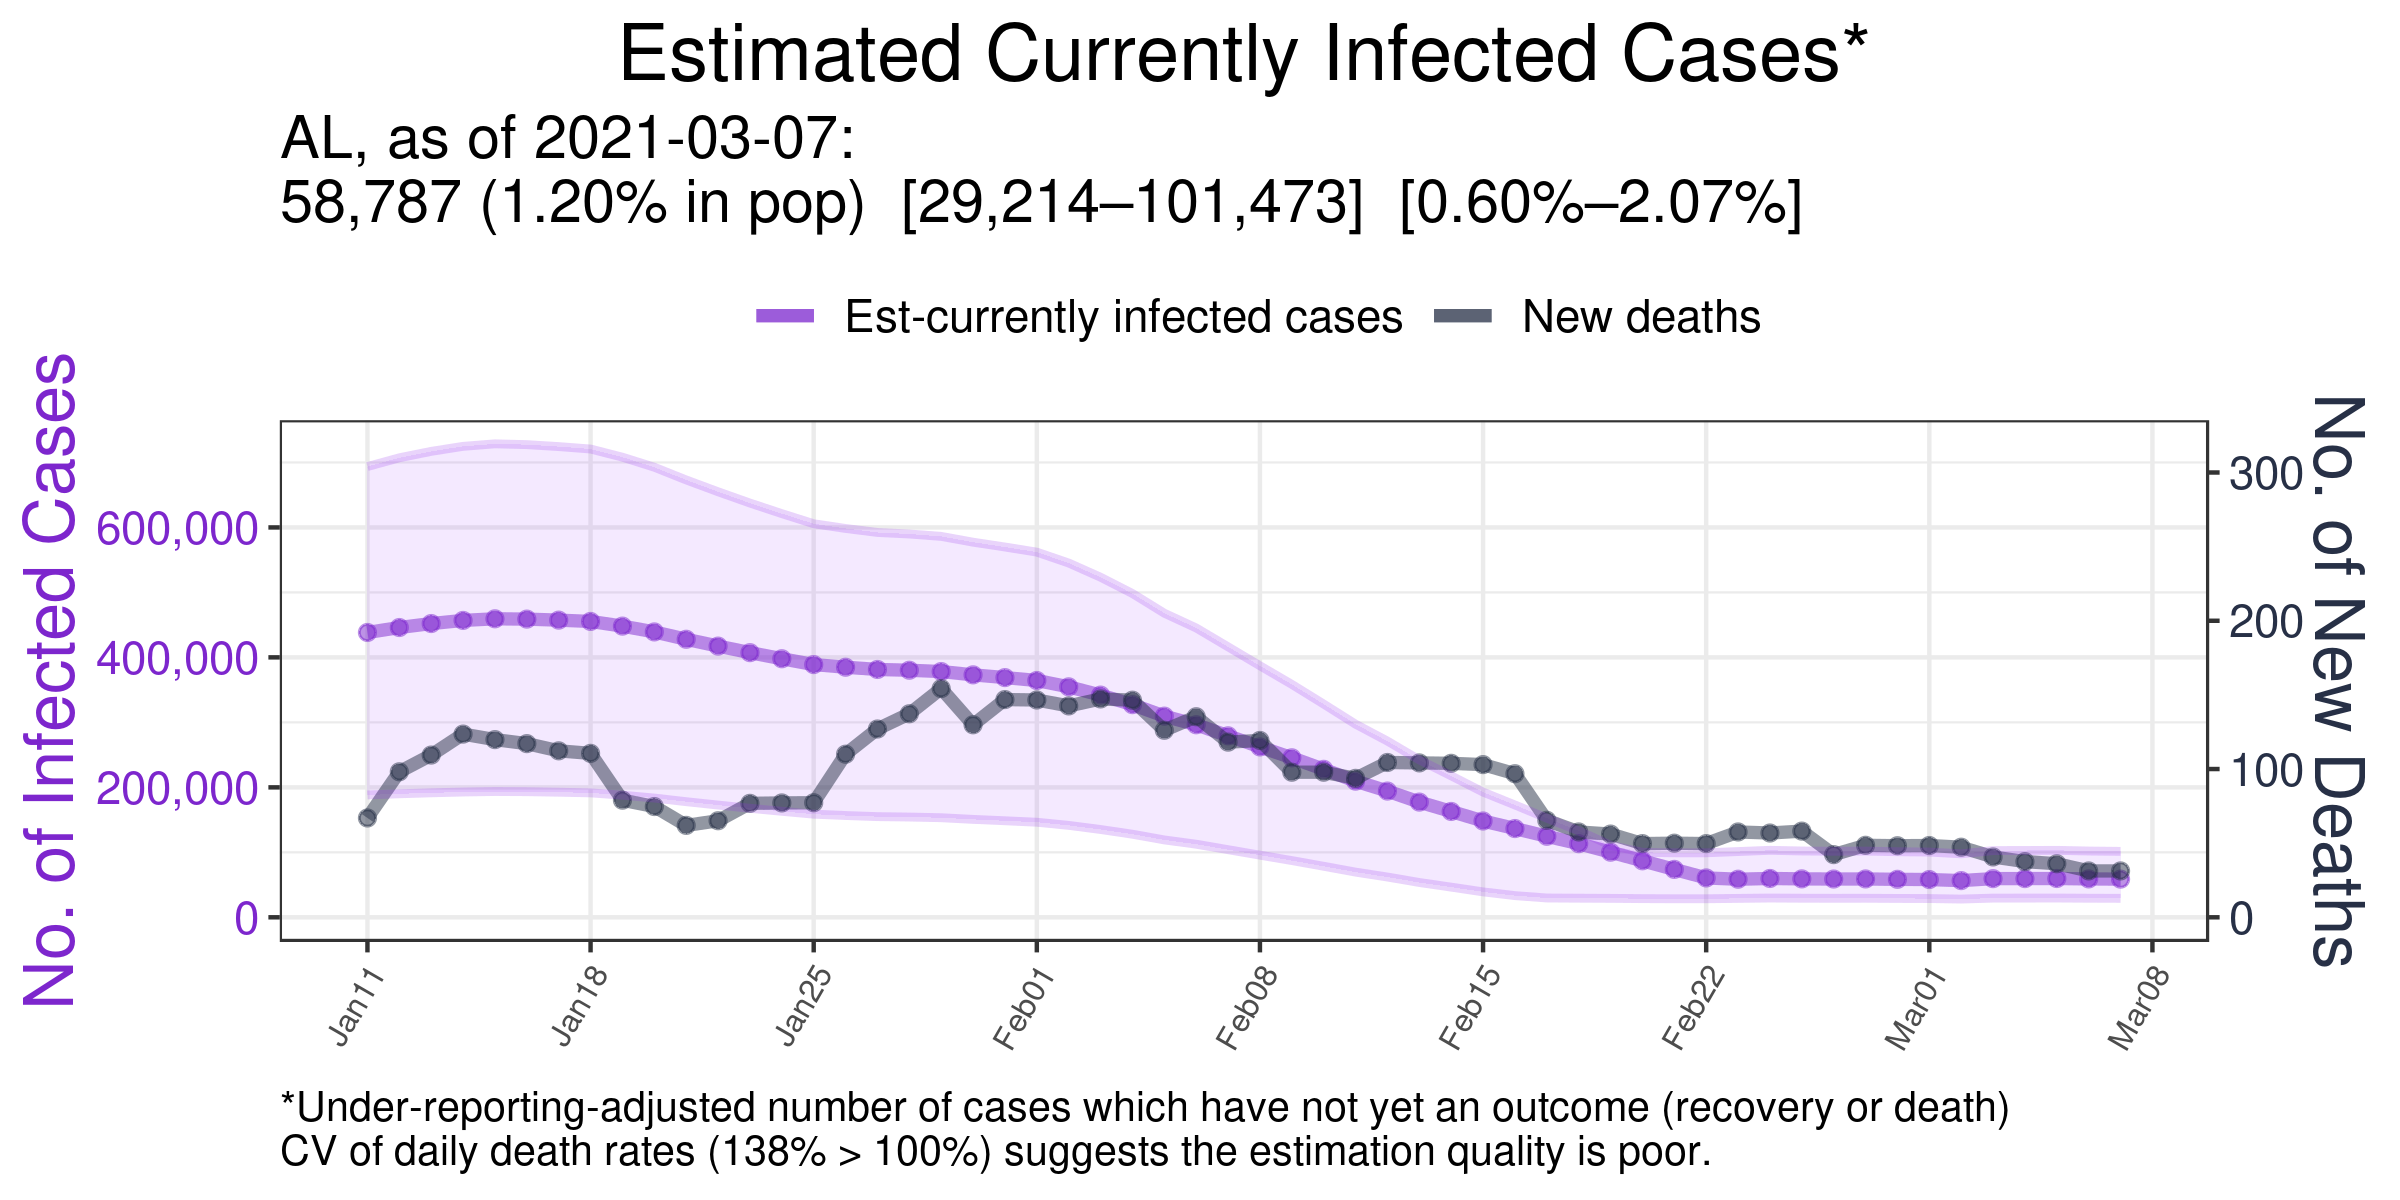 Estimated Currently Infected Cases*
AL, as of 2021-03-07:
58,787 (1.20% in pop)  [29,214–101,473]  [0.60%–2.07%]
Est-currently infected cases
New deaths
No. of Infected Cases
600,000
400,000
200,000
0
300
200
100
0
No. of New Deaths
Jan11
Jan18
Jan25
Feb01
Feb08
Feb15
Feb22
Mar01
Mar08
*Under-reporting-adjusted number of cases which have not yet an outcome (recovery or death)
CV of daily death rates (138% > 100%) suggests the estimation quality is poor.